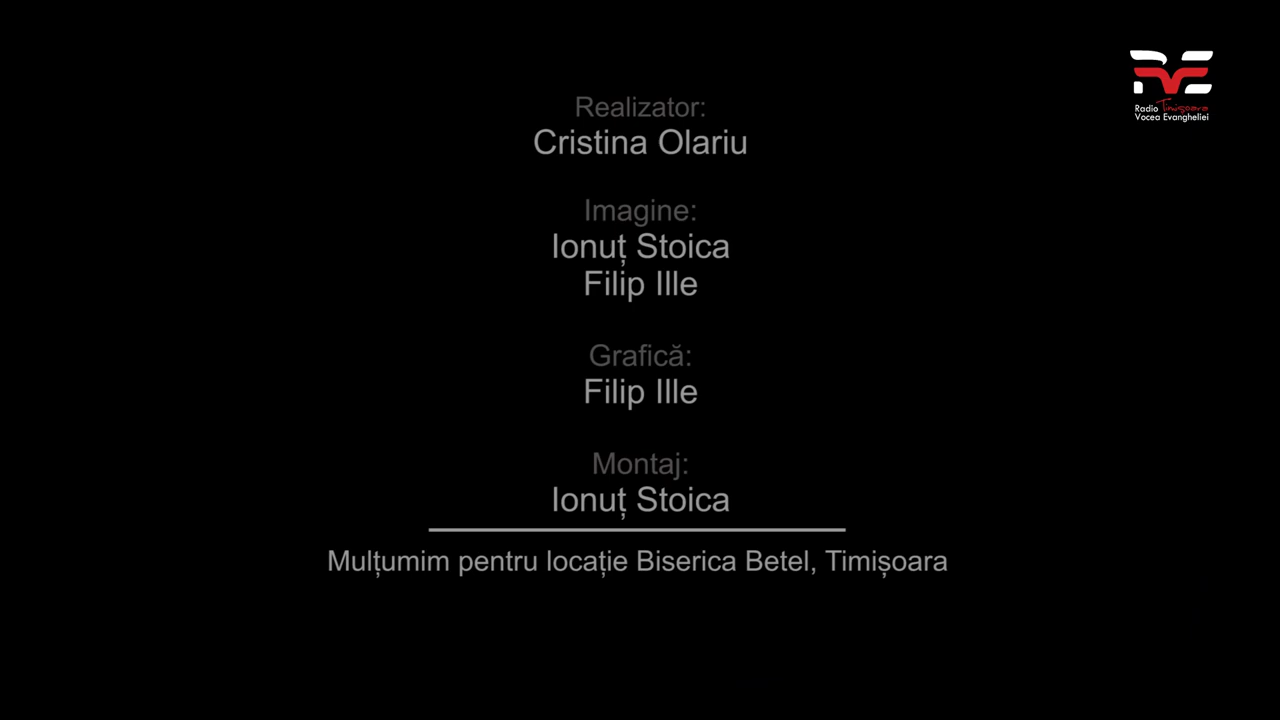 Realizator:
Cristina Olariu
Imagine:
Ionuț Stoica
Filip Ille
Grafică:
Filip Ille
Montaj:
Ionuț Stoica
Mulțumim pentru locație Biserica Betel, Timișoara
RVE
Radio Timișoara
Vocea Evangheliei